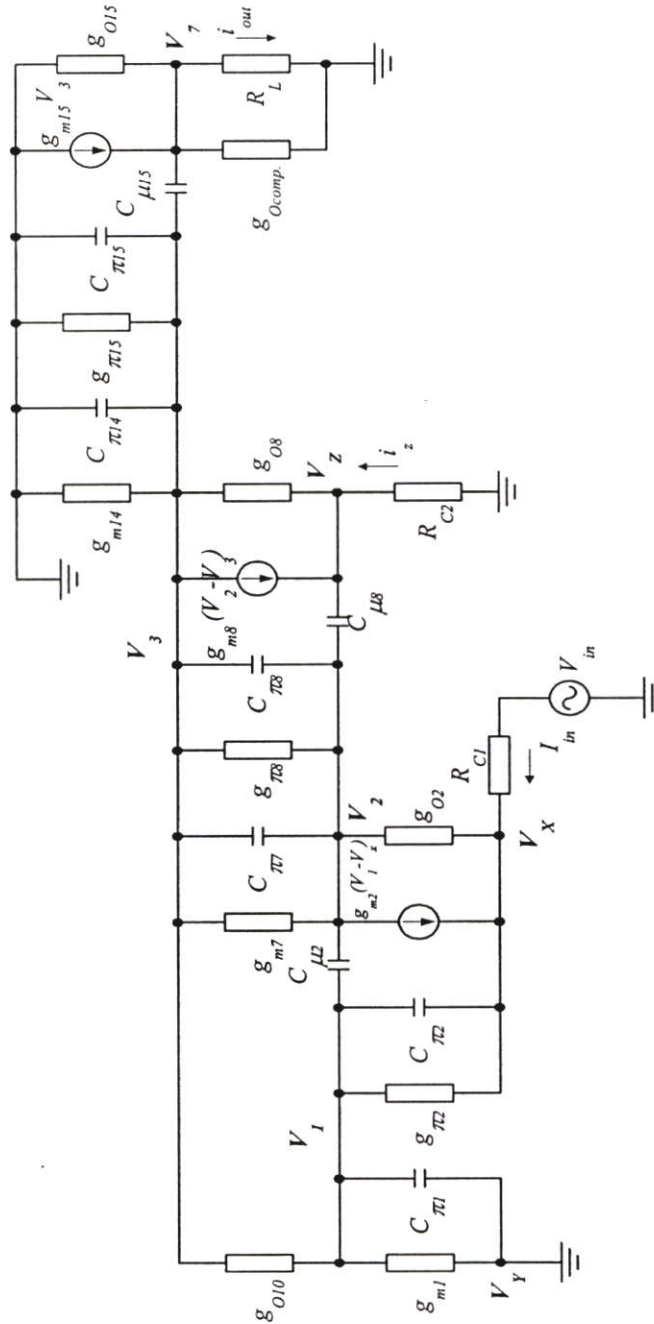 g_O10
g_m1
V_Y
V_1
C_π1
g_π2
C_π2
C_μ2
g_m7
g_m2(V_1-V_x)
C_π7
V_2
g_O2
V_X
R_C1
I_in
V_in
g_π8
C_π8
g_m8(V_2-V_3)
C_μ8
V_3
g_O8
V_Z
i_z
R_C2
g_m14
C_π14
g_π15
C_π15
C_μ15
g_m15V_3
g_O15
V_7
g_Ocomp.
R_L
i_out